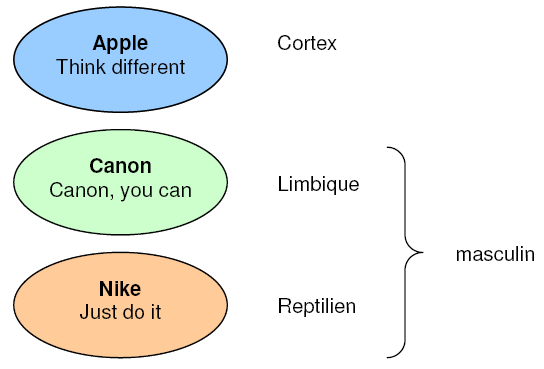 Apple
Think different
Cortex
Canon
Canon, you can
Limbique
masculin
Nike
Just do it
Reptilien